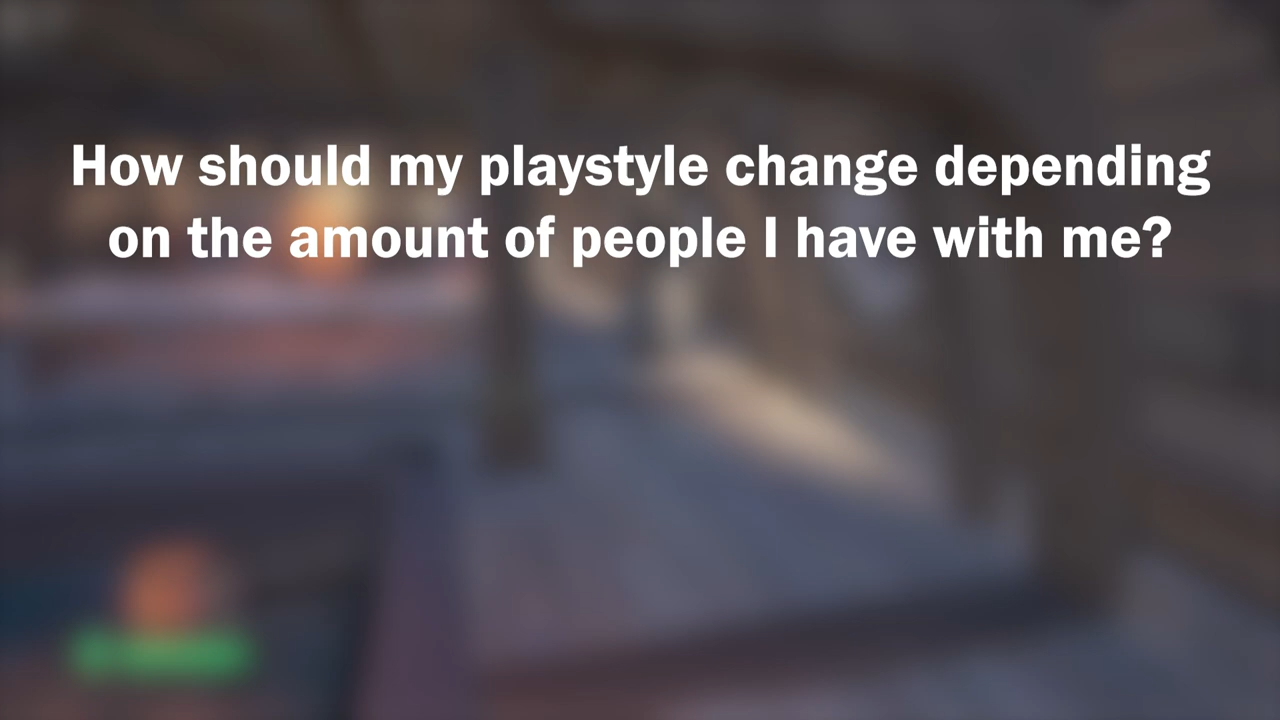 How should my playstyle change depending
on the amount of people I have with me?